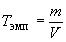 Tэмп = m/V